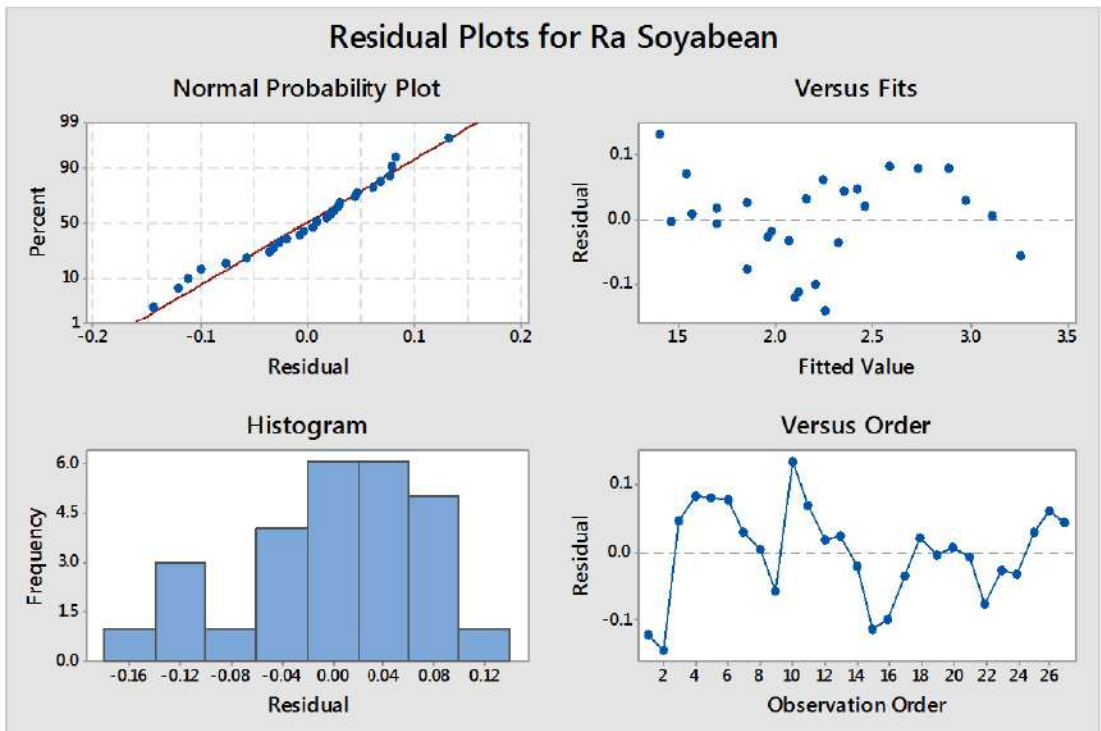 Residual Plots for Ra Soyabean
Normal Probability Plot
99
90
50
10
1
Percent
-0.2 -0.1 0.0 0.1 0.2
Residual
Versus Fits
0.1
0.0
-0.1
Residual
1.5 2.0 2.5 3.0 3.5
Fitted Value
Histogram
6.0
4.5
3.0
1.5
0.0
Frequency
-0.16 -0.12 -0.08 -0.04 0.00 0.04 0.08 0.12
Residual
Versus Order
0.1
0.0
-0.1
Residual
2 4 6 8 10 12 14 16 18 20 22 24 26
Observation Order